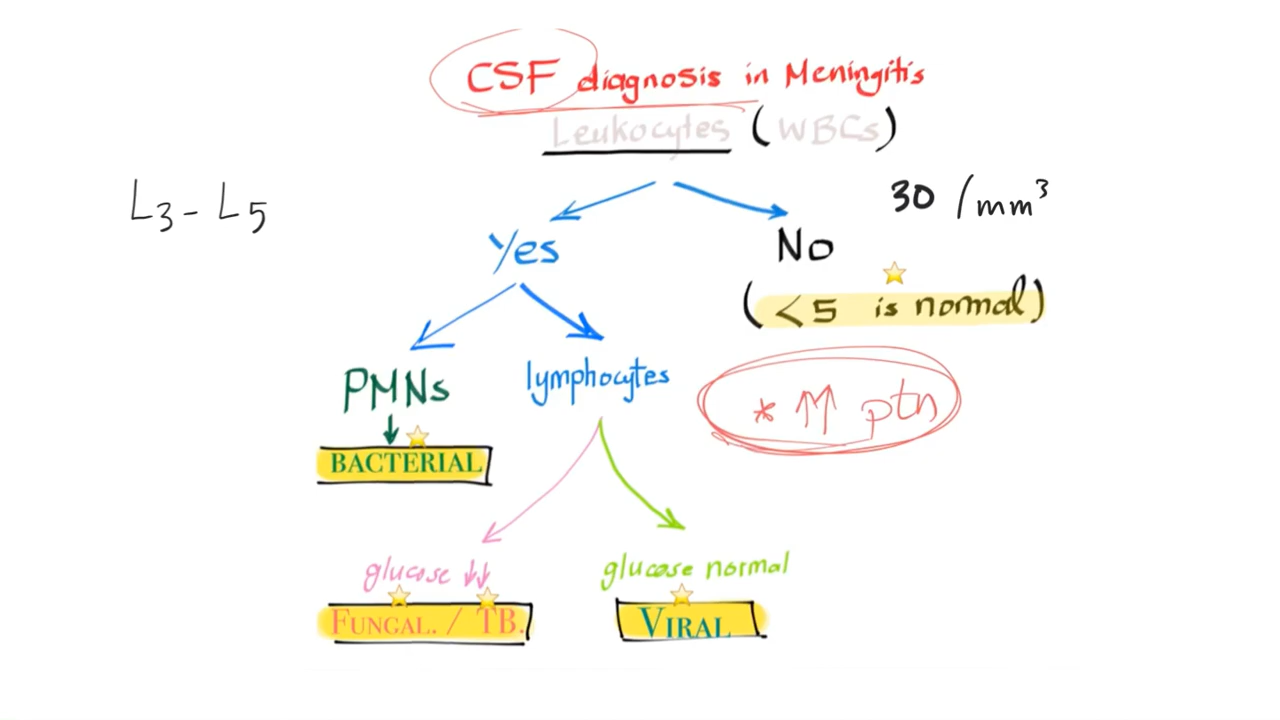 CSF diagnosis in Meningitis
Leukocytes (WBCs)
L3 - L5
30 /mm³
Yes
No
(<5 is normal)
PMNs
lymphocytes
* ↑↑ ptn
BACTERIAL
glucose ↓↓
glucose normal
FUNGAL. / TB.
VIRAL